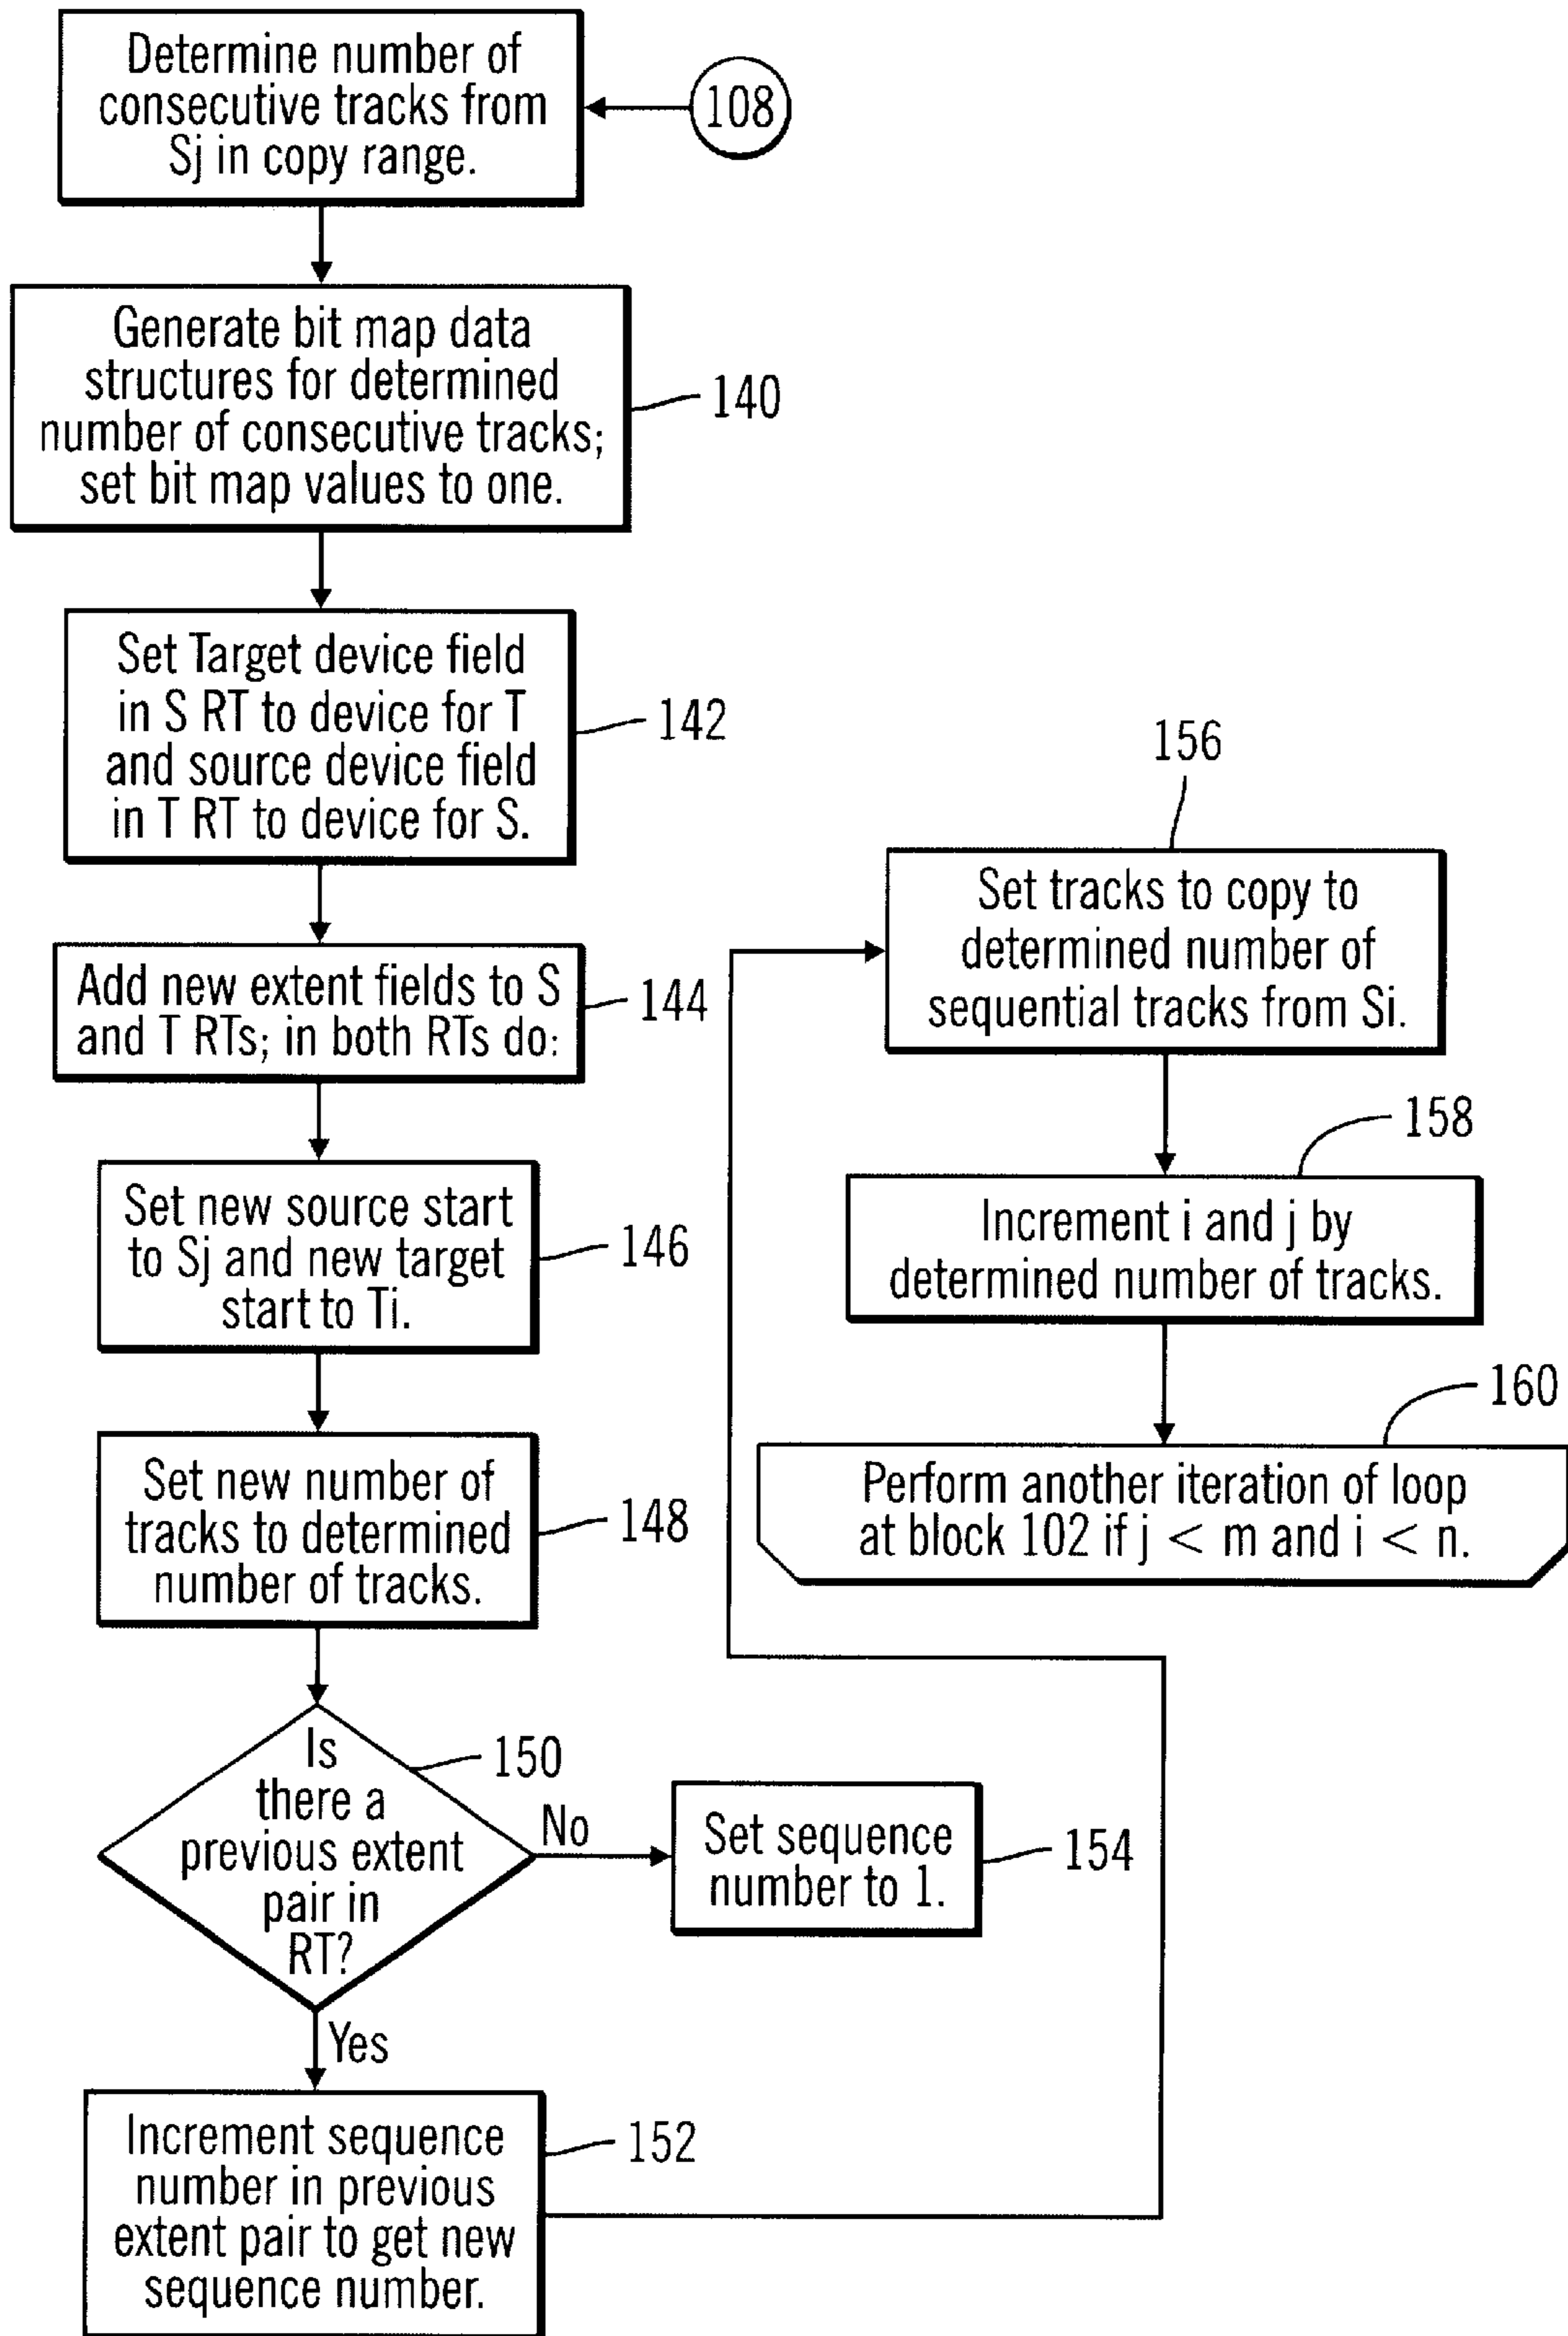 Determine number of
consecutive tracks from
Sj in copy range.
108
Generate bit map data
structures for determined
number of consecutive tracks;
set bit map values to one.
140
Set Target device field
in S RT to device for T
and source device field
in T RT to device for S.
142
Add new extent fields to S
and T RTs; in both RTs do:
144
Set new source start
to Sj and new target
start to Ti.
146
Set new number of
tracks to determined
number of tracks.
148
Is
there a
previous extent
pair in
RT?
150
No
Set sequence
number to 1.
154
Yes
Increment sequence
number in previous
extent pair to get new
sequence number.
152
156
Set tracks to copy to
determined number of
sequential tracks from Si.
158
Increment i and j by
determined number of tracks.
160
Perform another iteration of loop
at block 102 if j < m and i < n.